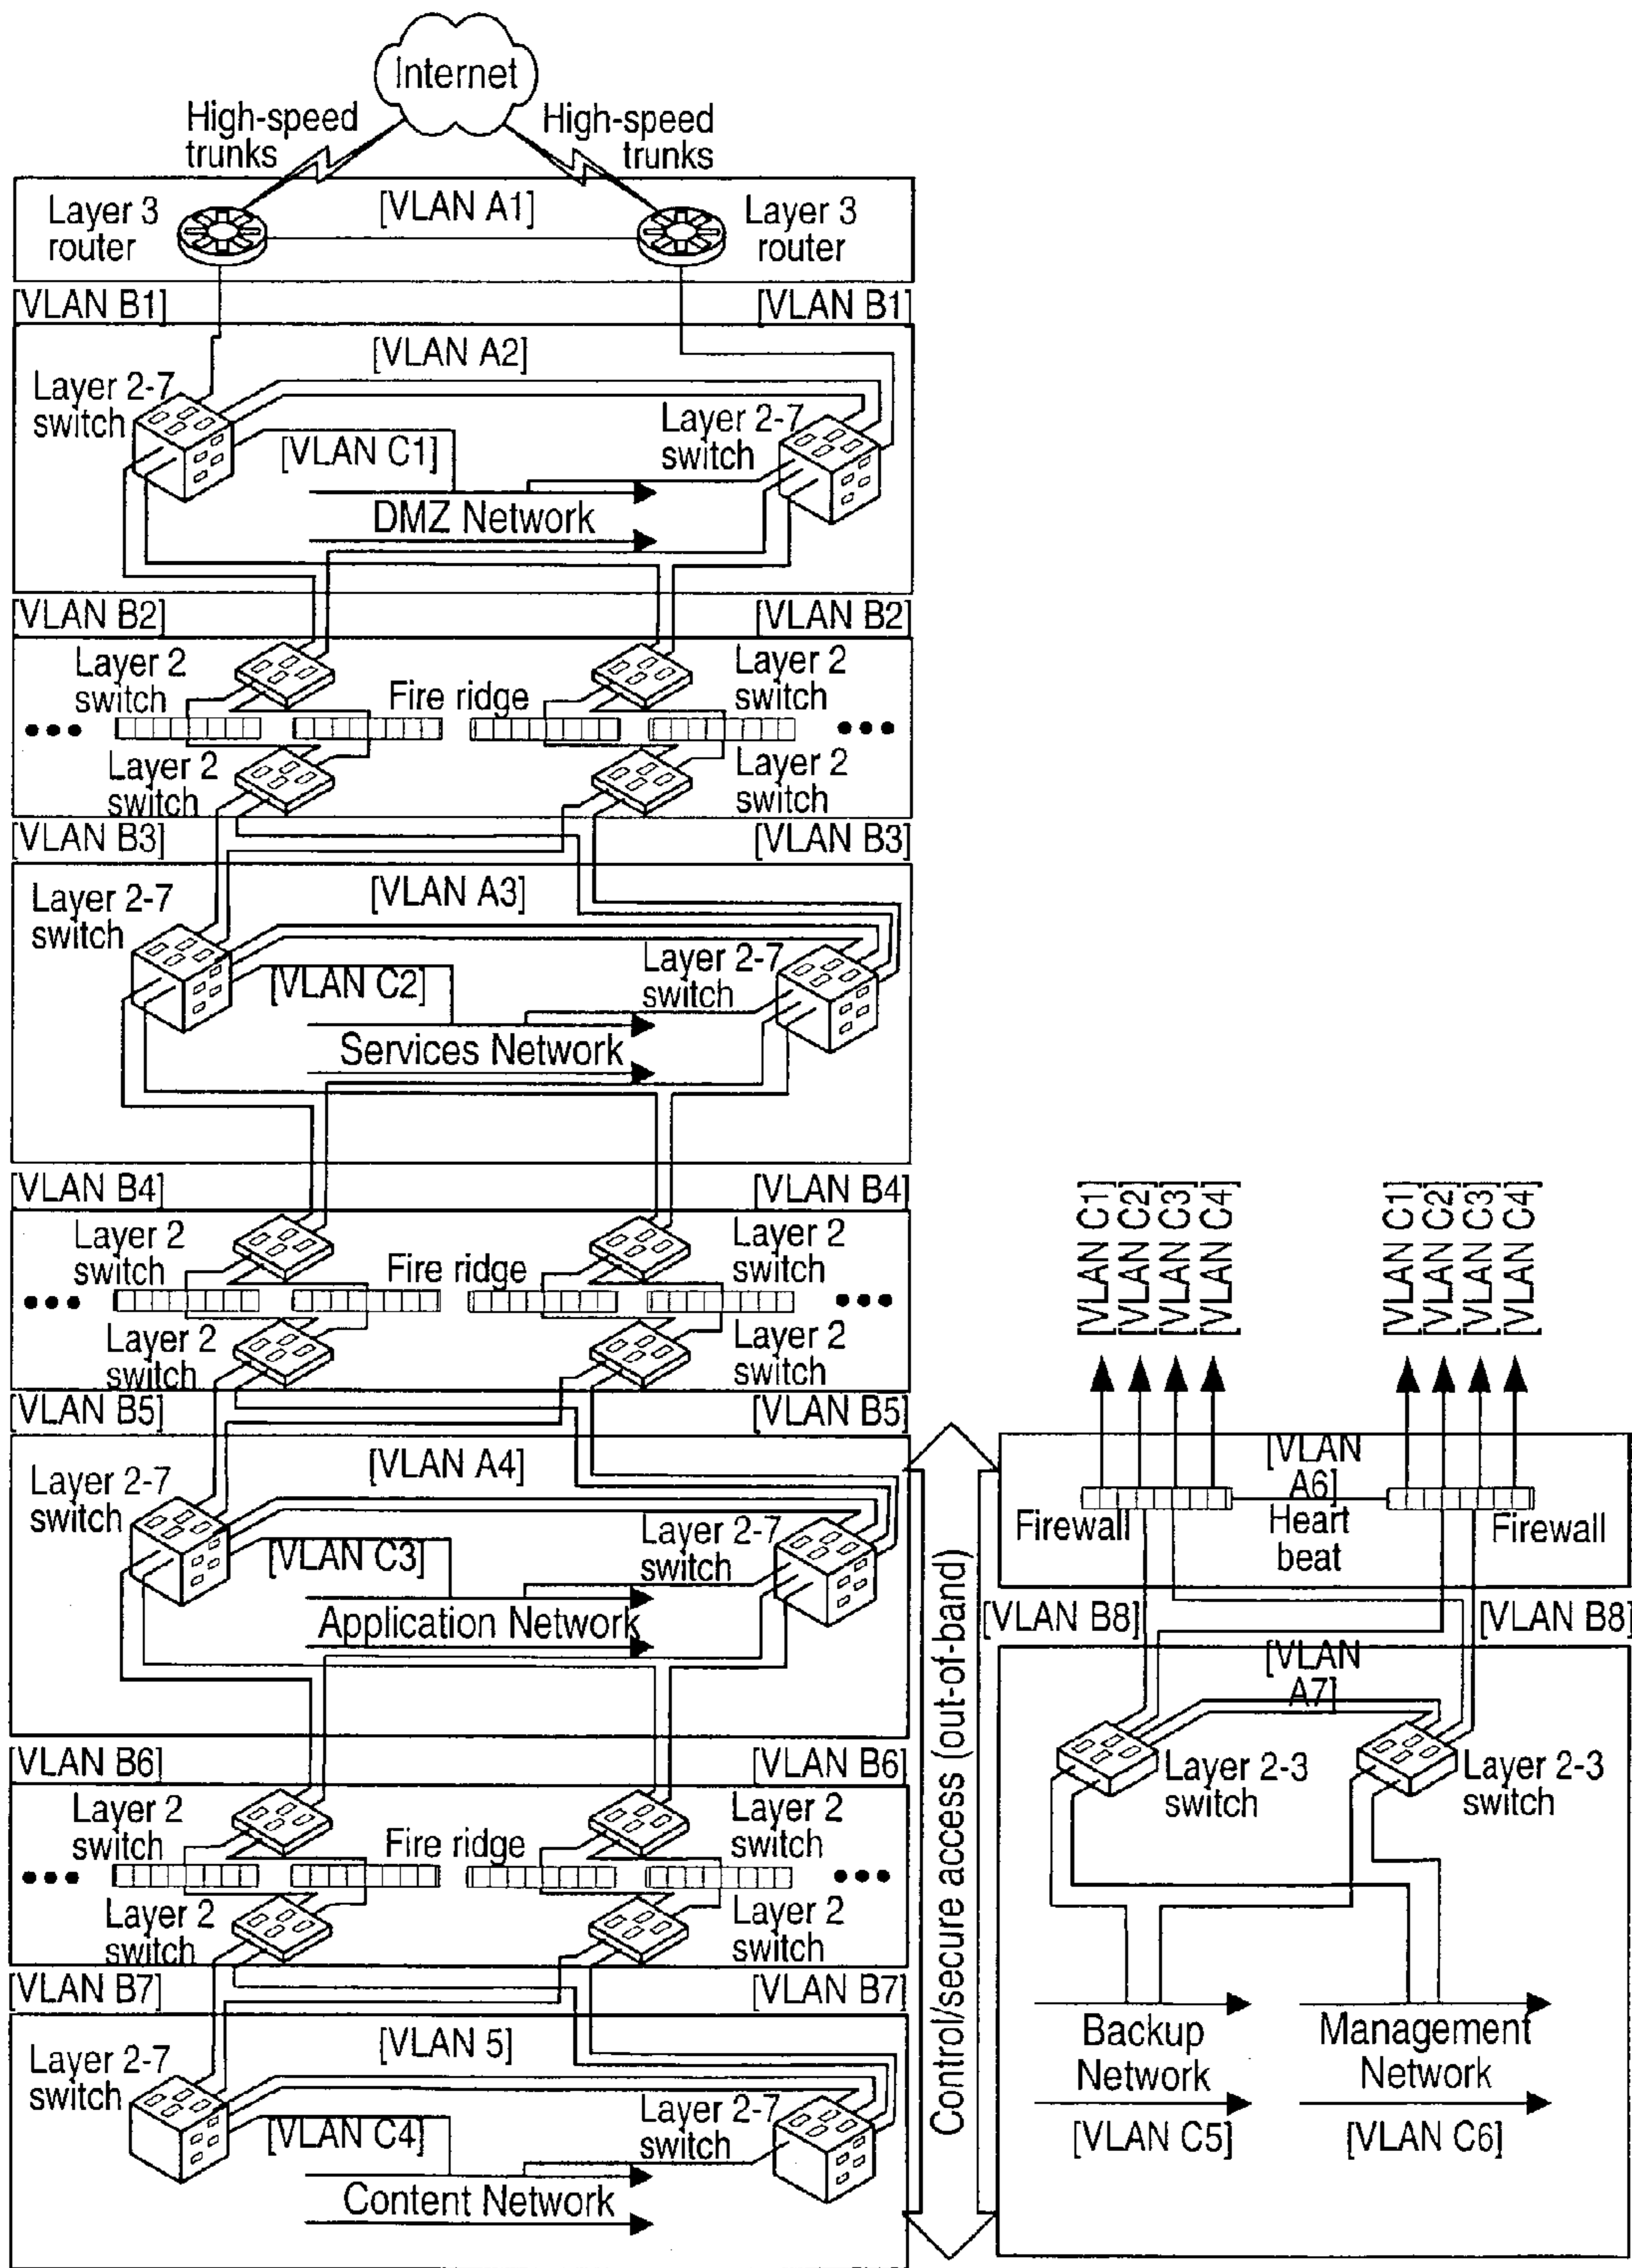 Internet
High-speed
trunks
High-speed
trunks
Layer 3
router
[VLAN A1]
Layer 3
router
[VLAN B1]
[VLAN B1]
[VLAN A2]
Layer 2-7
switch
Layer 2-7
switch
[VLAN C1]
DMZ Network
[VLAN B2]
[VLAN B2]
Layer 2
switch
Layer 2
switch
Fire ridge
Layer 2
switch
Layer 2
switch
[VLAN B3]
[VLAN B3]
[VLAN A3]
Layer 2-7
switch
Layer 2-7
switch
[VLAN C2]
Services Network
[VLAN B4]
[VLAN B4]
Layer 2
switch
Layer 2
switch
Fire ridge
Layer 2
switch
Layer 2
switch
[VLAN B5]
[VLAN B5]
[VLAN A4]
Layer 2-7
switch
Layer 2-7
switch
[VLAN C3]
Application Network
[VLAN B6]
[VLAN B6]
Layer 2
switch
Layer 2
switch
Fire ridge
Layer 2
switch
Layer 2
switch
[VLAN B7]
[VLAN B7]
[VLAN 5]
Layer 2-7
switch
Layer 2-7
switch
[VLAN C4]
Content Network
Control/secure access (out-of-band)
[VLAN C1]
[VLAN C2]
[VLAN C3]
[VLAN C4]
[VLAN C1]
[VLAN C2]
[VLAN C3]
[VLAN C4]
[VLAN
A6]
Firewall
Heart
beat
Firewall
[VLAN B8]
[VLAN B8]
[VLAN
A7]
Layer 2-3
switch
Layer 2-3
switch
Backup
Network
[VLAN C5]
Management
Network
[VLAN C6]